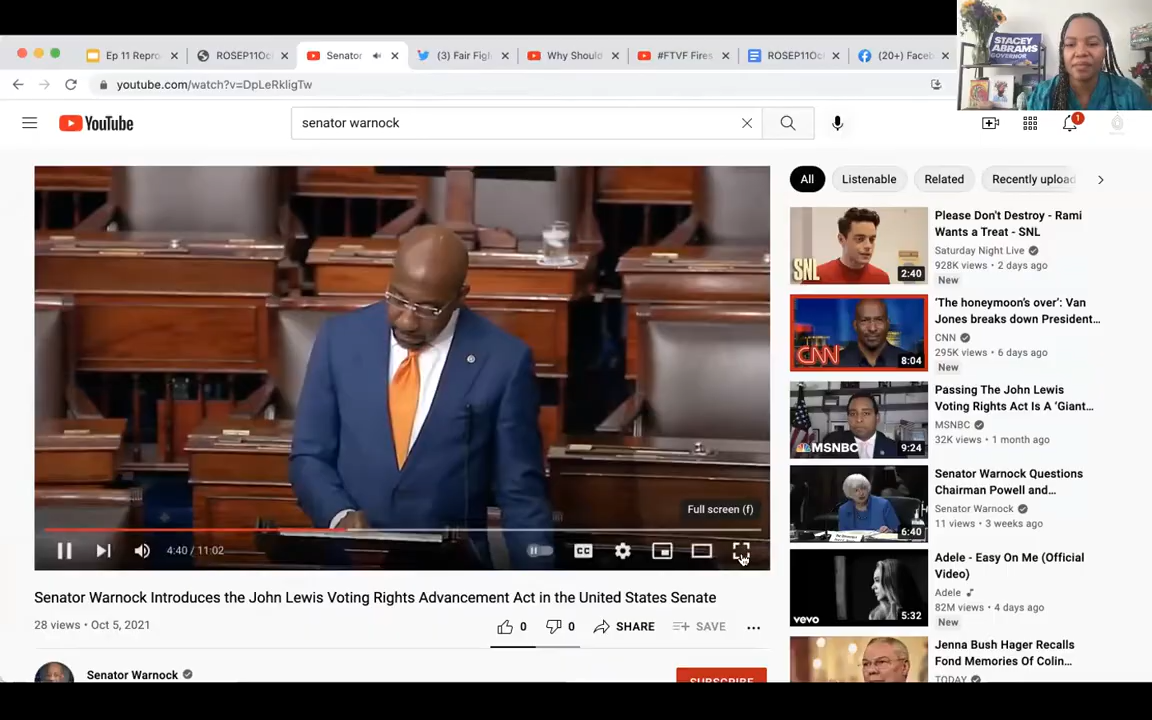 STACEY
ABRAMS
GOVERNOR
Ep 11 Repro
ROSEP11Oc
Senator
(3) Fair Figh
Why Should
#FTVF Fires
ROSEP11Oc
(20+) Faceb
youtube.com/watch?v=DpLeRkligTw
YouTube
senator warnock
1
All
Listenable
Related
Recently upload
Full screen (f)
4:40 / 11:02
CC
Senator Warnock Introduces the John Lewis Voting Rights Advancement Act in the United States Senate
28 views • Oct 5, 2021
0
0
SHARE
SAVE
Senator Warnock
SUBSCRIBE
SNL
2:40
Please Don't Destroy - Rami
Wants a Treat - SNL
Saturday Night Live
928K views • 2 days ago
New
CNN
8:04
‘The honeymoon's over’: Van
Jones breaks down President...
CNN
295K views • 6 days ago
New
MSNBC
9:24
Passing The John Lewis
Voting Rights Act Is A ‘Giant...
MSNBC
32K views • 1 month ago
6:40
Senator Warnock Questions
Chairman Powell and...
Senator Warnock
11 views • 3 weeks ago
vevo
5:32
Adele - Easy On Me (Official
Video)
Adele
82M views • 4 days ago
New
Jenna Bush Hager Recalls
Fond Memories Of Colin...
TODAY